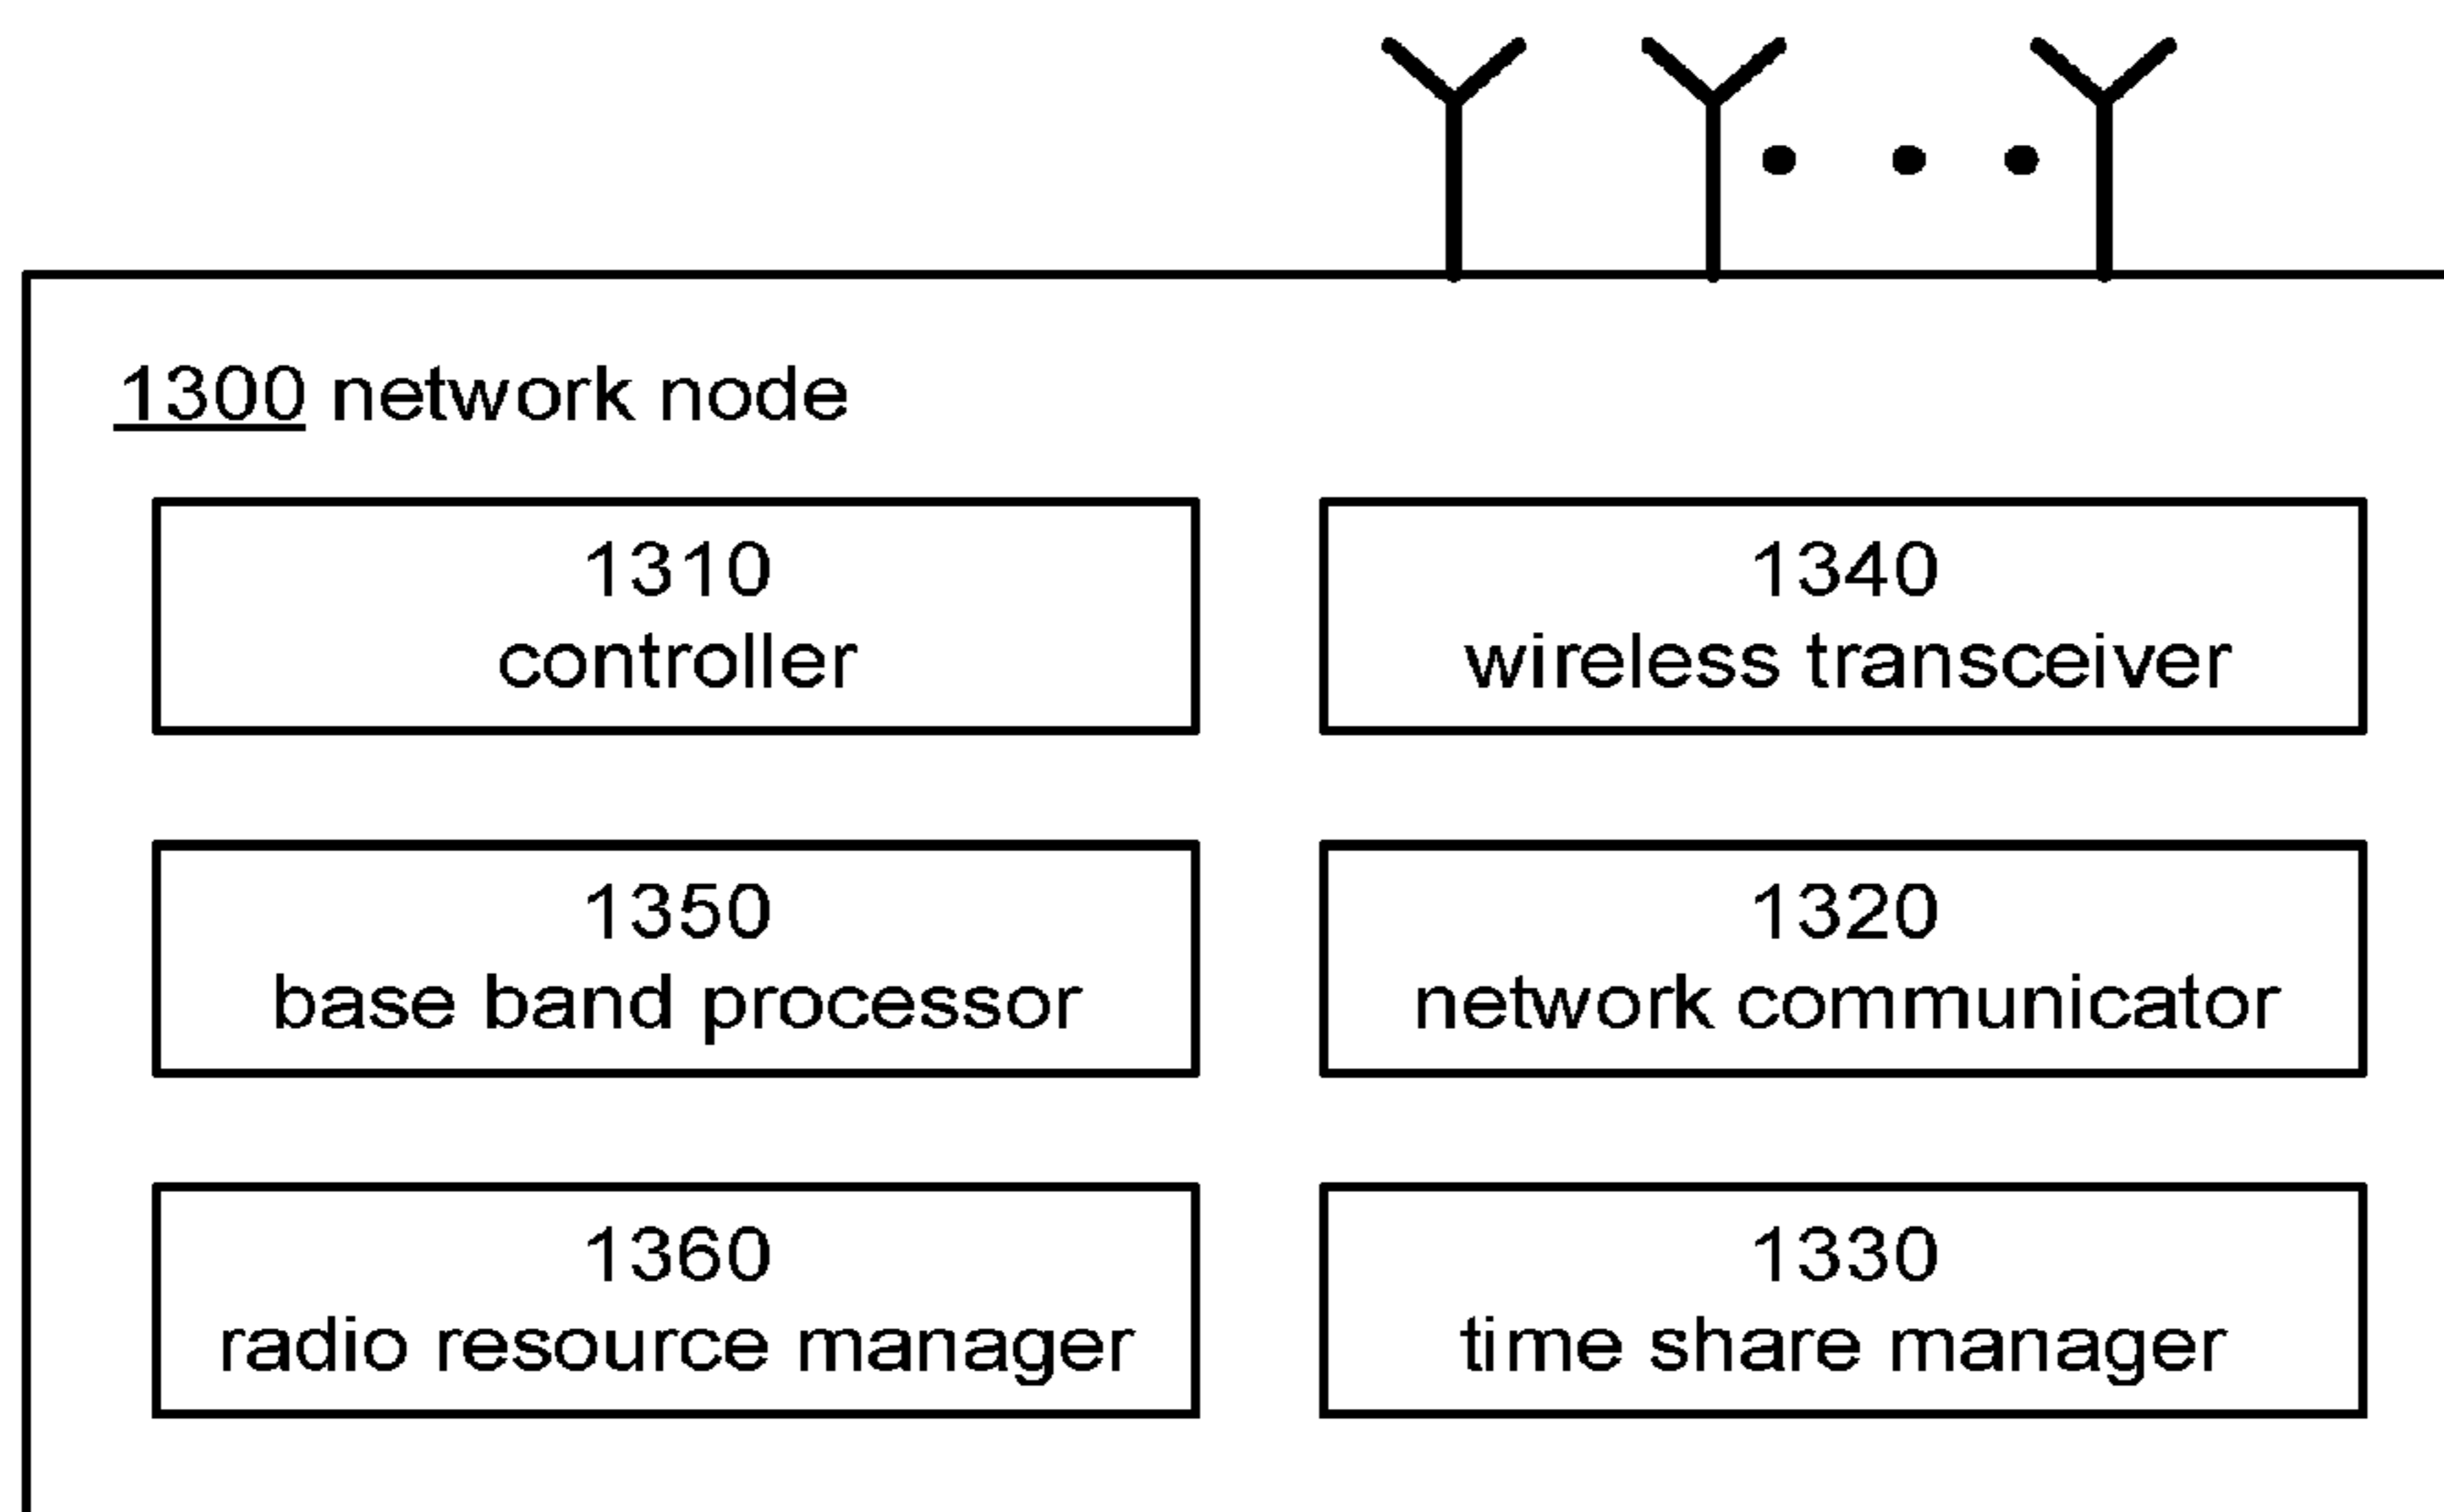 1300 network node
1310
controller
1340
wireless transceiver
1350
base band processor
1320
network communicator
1360
radio resource manager
1330
time share manager